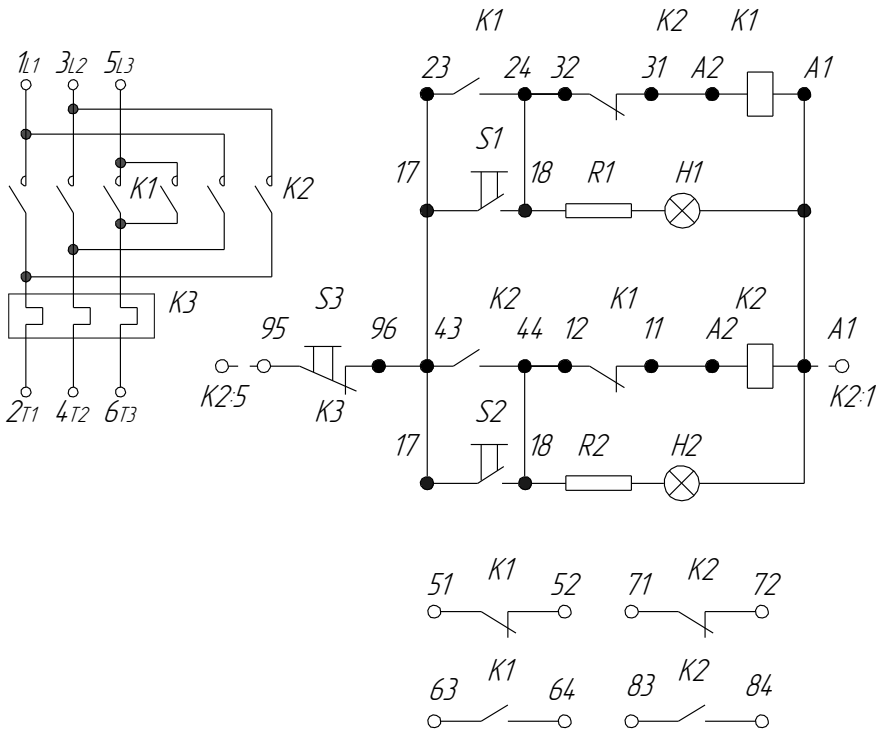 K1 K2 K1
1L1 3L2 5L3 23 24 32 31 A2 A1
S1
17 18 R1 H1
K1 K2
K3 S3 K2 K1 K2
95 96 43 44 12 11 A2 A1
K2:5 K3 K2:1
2T1 4T2 6T3
S2
17 18 R2 H2
51 K1 52 71 K2 72
63 K1 64 83 K2 84